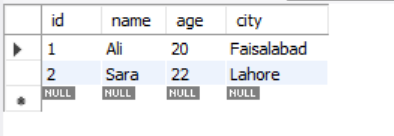 id name age city
1 Ali 20 Faisalabad
2 Sara 22 Lahore
NULL NULL NULL NULL